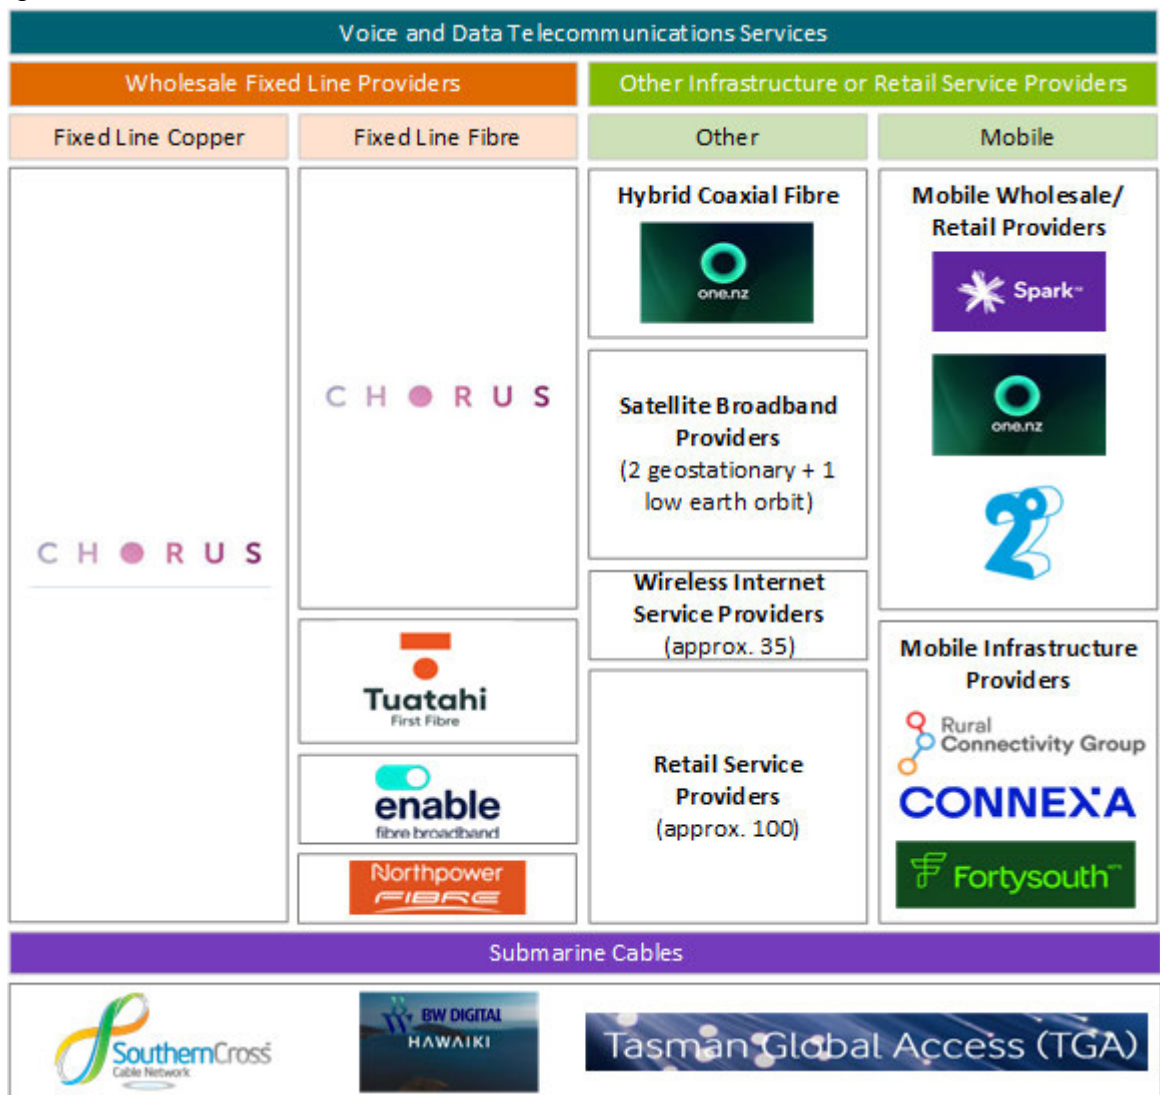 Voice and Data Telecommunications Services
Wholesale Fixed Line Providers
Other Infrastructure or Retail Service Providers
Fixed Line Copper
Fixed Line Fibre
Other
Mobile
CHORUS
CHORUS
Tuatahi
First Fibre
enable
fibre broadband
Northpower
FIBRE
Hybrid Coaxial Fibre
one.nz
Satellite Broadband
Providers
(2 geostationary + 1
low earth orbit)
Wireless Internet
Service Providers
(approx. 35)
Retail Service
Providers
(approx. 100)
Mobile Wholesale/
Retail Providers
Spark
one.nz
2°
Mobile Infrastructure
Providers
Rural
Connectivity Group
CONNEXA
Fortysouth
Submarine Cables
SouthernCross
Cable Network
BW DIGITAL
HAWAIKI
Tasman Global Access (TGA)